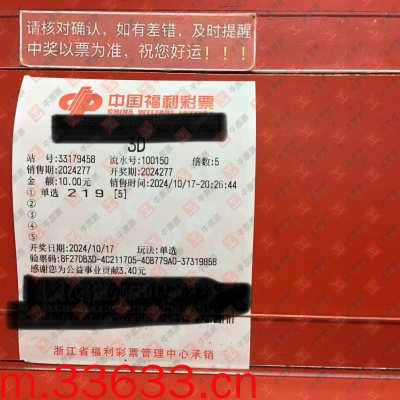 请核对确认，如有差错，及时提醒
中奖以票为准，祝您好运！！！
中国福利彩票
CHINA WELFARE LOTTERY
3D
站 号:33179458 流水号:100150 倍数:5
销售期:2024277 开奖期:2024277
金 额:10.00元 销售时间:2024/10/17-20:26:44
① 单选 219 [5]
②
③
④
⑤
开奖日期:2024/10/17 玩法:单选
验票码:BF27DB3D-4C211705-40B779A0-3731985B
感谢您为公益事业贡献3.40元
浙江省福利彩票管理中心承销
m.33633.cn